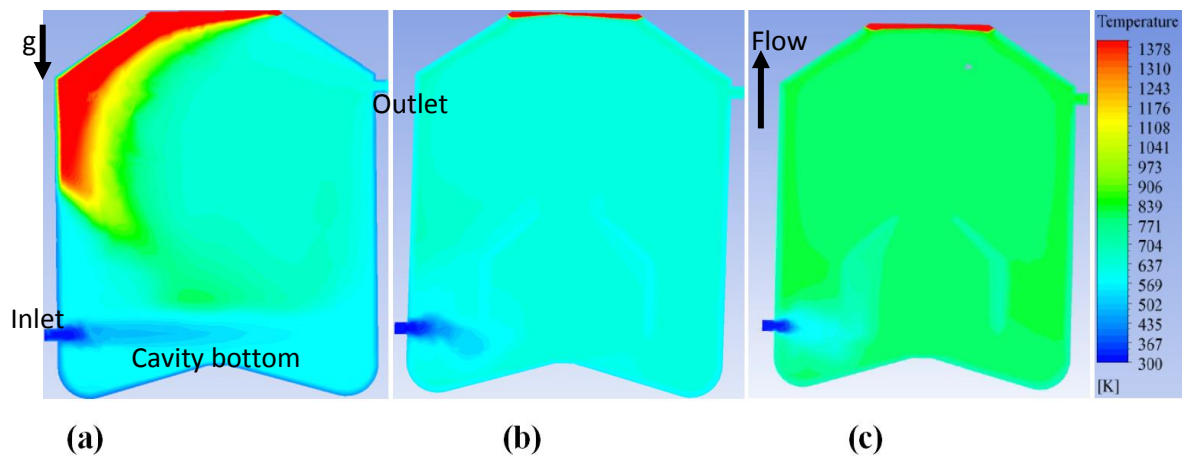 g
Inlet
Cavity bottom
Outlet
Flow
Temperature
1378
1310
1243
1176
1108
1041
973
906
839
771
704
637
569
502
435
367
300
[K]
(a)
(b)
(c)